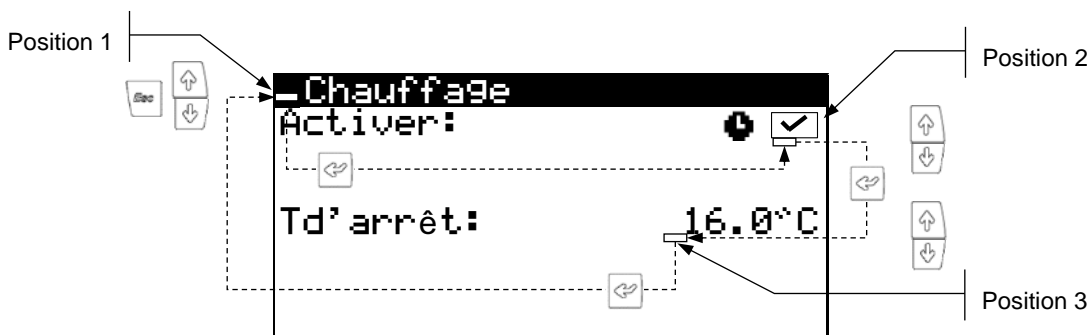 Position 1
Position 2
Esc
Chauffage
Activer:
Td'arrêt: 16.0°C
Position 3